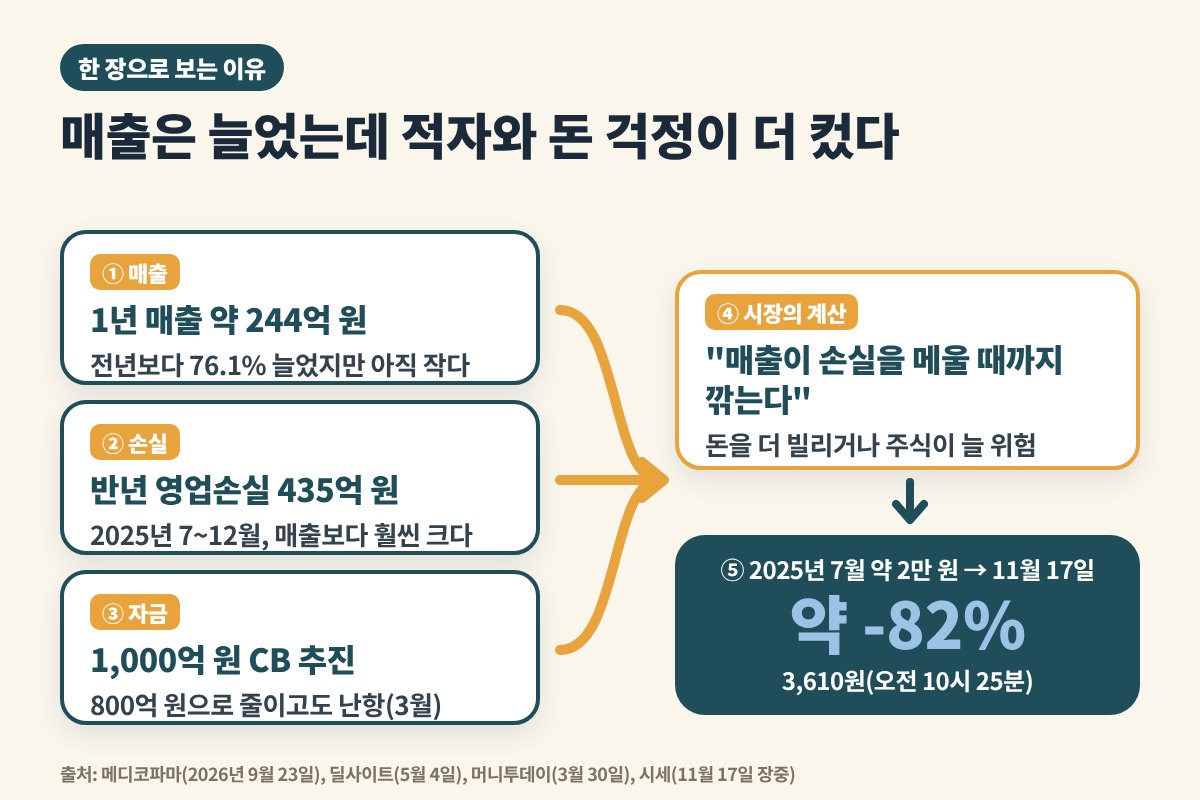 한 장으로 보는 이유
매출은 늘었는데 적자와 돈 걱정이 더 컸다
① 매출
1년 매출 약 244억 원
전년보다 76.1% 늘었지만 아직 작다
② 손실
반년 영업손실 435억 원
2025년 7~12월, 매출보다 훨씬 크다
③ 자금
1,000억 원 CB 추진
800억 원으로 줄이고도 난항(3월)
④ 시장의 계산
"매출이 손실을 메울 때까지
깎는다"
돈을 더 빌리거나 주식이 늘 위험
⑤ 2025년 7월 약 2만 원 → 11월 17일
약 -82%
3,610원(오전 10시 25분)
출처: 메디코파마(2026년 9월 23일), 딜사이트(5월 4일), 머니투데이(3월 30일), 시세(11월 17일 장중)